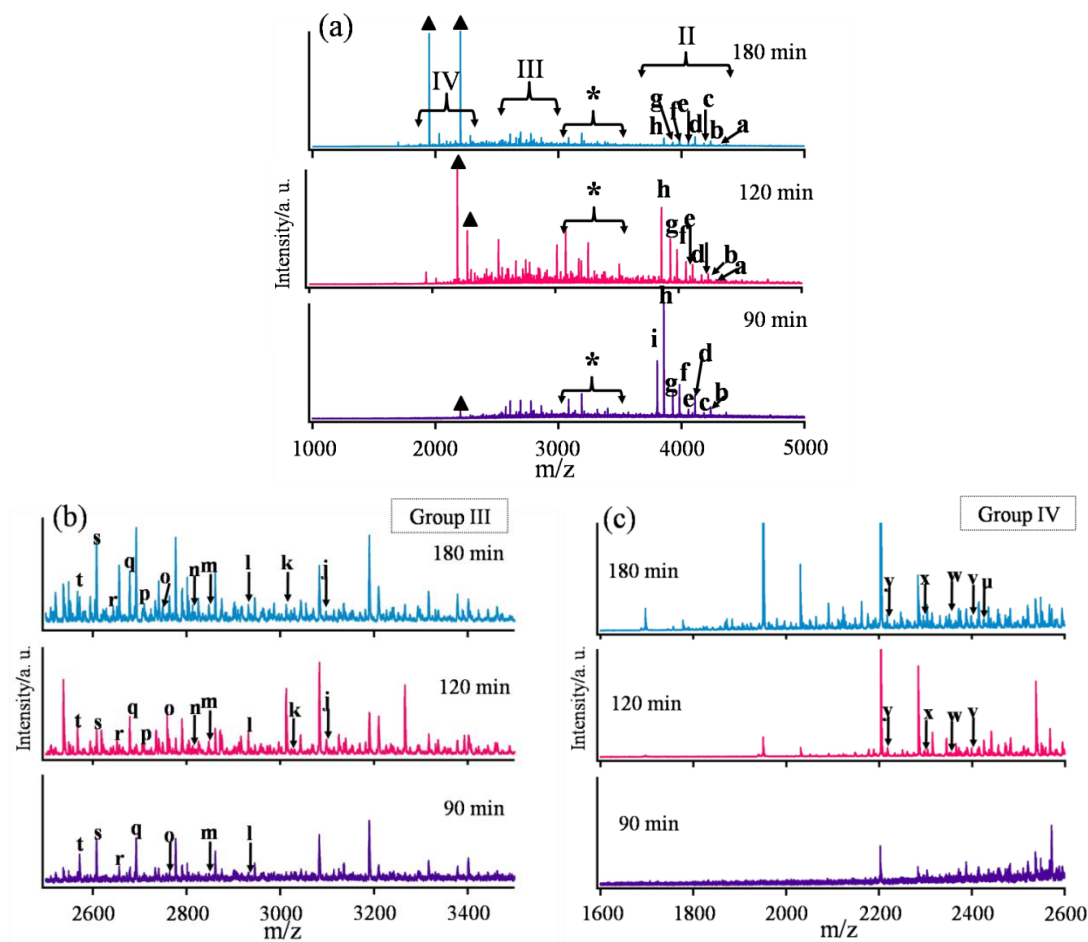 (a)
II
180 min
III
IV
*
g f e c
h d b a
120 min
*
h
g e
f d b
a
Intensity/a. u.
90 min
*
h
i d
f
g e c b
1000 2000 3000 4000 5000
m/z
(b)
Group III
180 min
s q
t r p o n m l k j
120 min
t s r q p o n m l k j
90 min
t s r q o m l
Intensity/a. u.
2600 2800 3000 3200 3400
m/z
(c)
Group IV
180 min
y x w v μ
120 min
y x w v
90 min
Intensity/a. u.
1600 1800 2000 2200 2400 2600
m/z